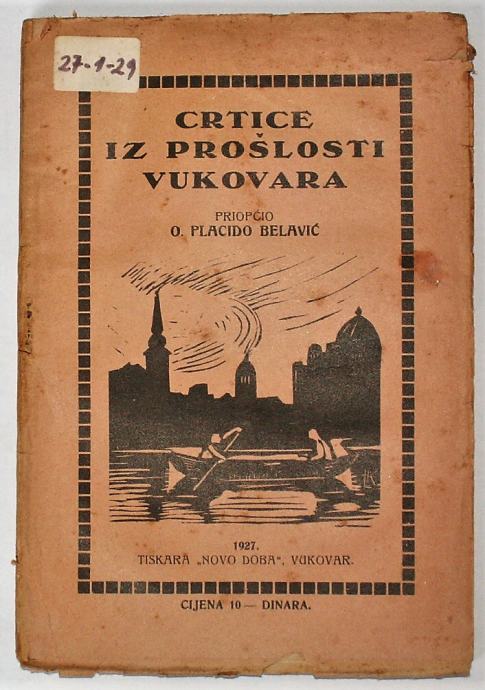 27-1-29
CRTICE
IZ PROŠLOSTI
VUKOVARA
PRIOPĆIO
O. PLACIDO BELAVIĆ
1927.
TISKARA „NOVO DOBA“, VUKOVAR.
CIJENA 10 — DINARA.